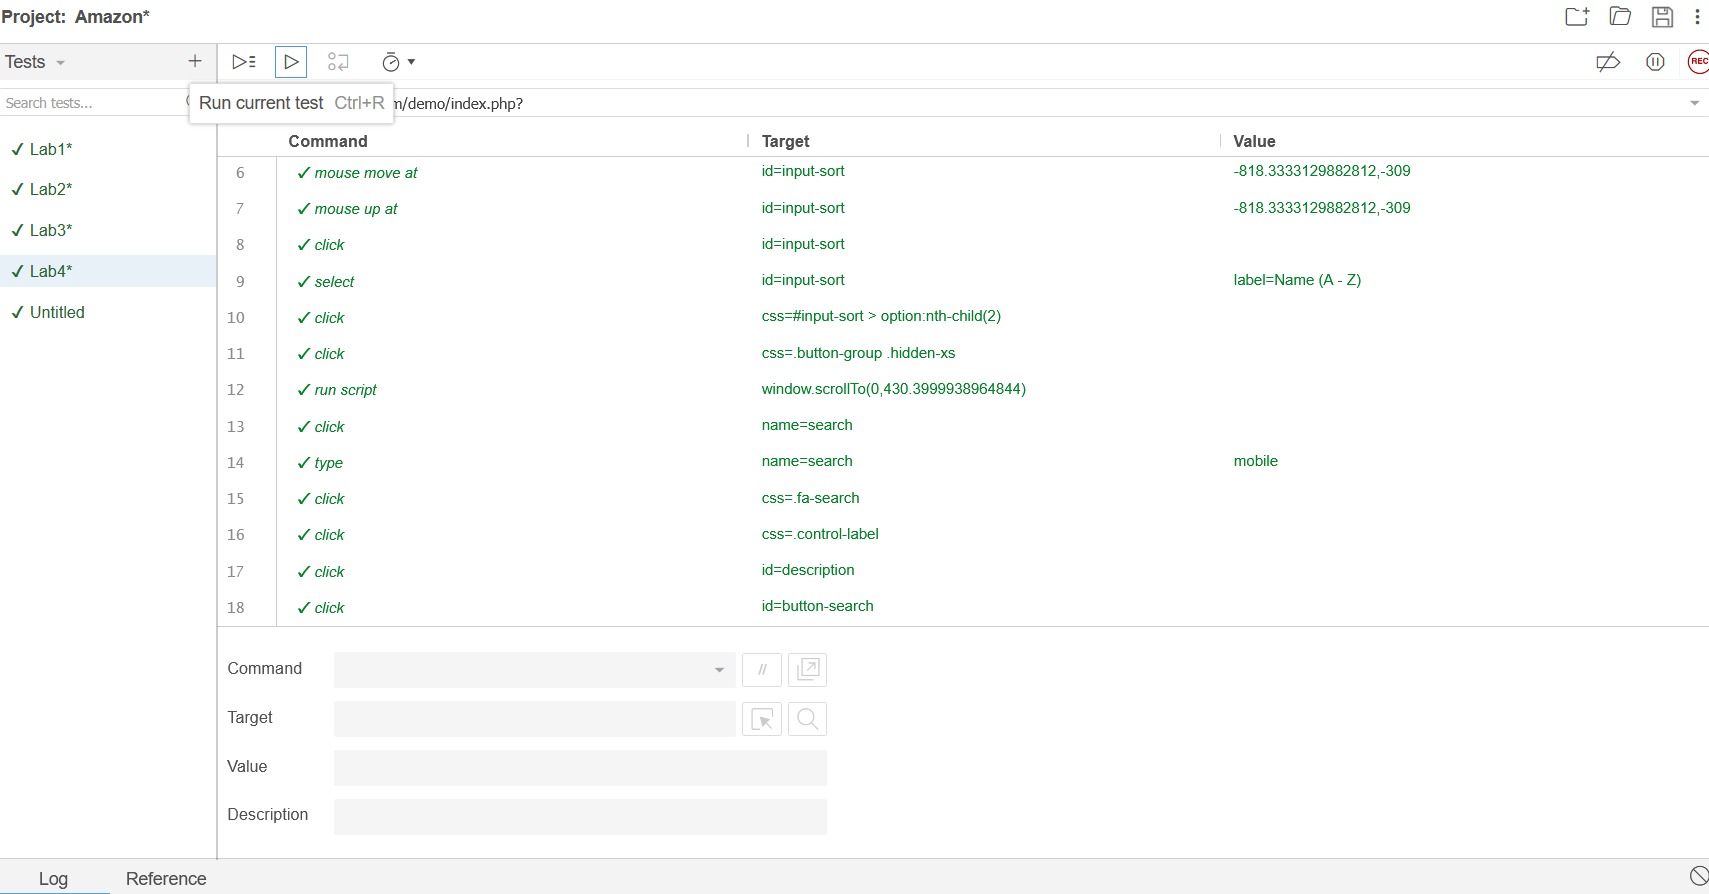 Project: Amazon*
Tests
REC
Search tests...
Run current test Ctrl+R
m/demo/index.php?
Command Target Value
Lab1*
Lab2*
Lab3*
Lab4*
Untitled
6 mouse move at id=input-sort -818.3333129882812,-309
7 mouse up at id=input-sort -818.3333129882812,-309
8 click id=input-sort
9 select id=input-sort label=Name (A - Z)
10 click css=#input-sort > option:nth-child(2)
11 click css=.button-group .hidden-xs
12 run script window.scrollTo(0,430.3999938964844)
13 click name=search
14 type name=search mobile
15 click css=.fa-search
16 click css=.control-label
17 click id=description
18 click id=button-search
Command //
Target
Value
Description
Log Reference